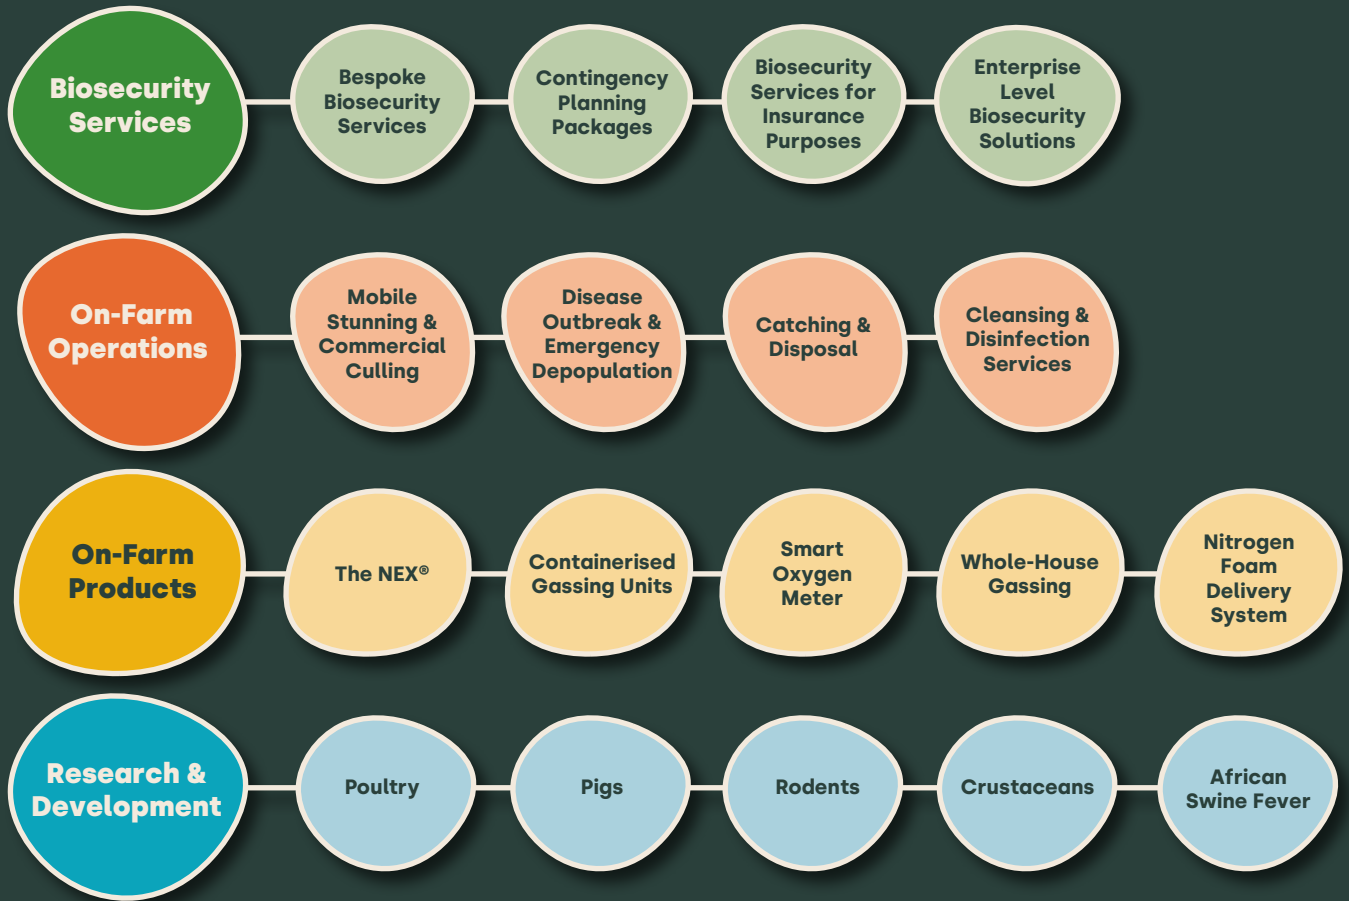 Biosecurity
Services
Bespoke
Biosecurity
Services
Contingency
Planning
Packages
Biosecurity
Services for
Insurance
Purposes
Enterprise
Level
Biosecurity
Solutions
On-Farm
Operations
Mobile
Stunning &
Commercial
Culling
Disease
Outbreak &
Emergency
Depopulation
Catching &
Disposal
Cleansing &
Disinfection
Services
On-Farm
Products
The NEX®
Containerised
Gassing Units
Smart
Oxygen
Meter
Whole-House
Gassing
Nitrogen
Foam
Delivery
System
Research &
Development
Poultry
Pigs
Rodents
Crustaceans
African
Swine Fever